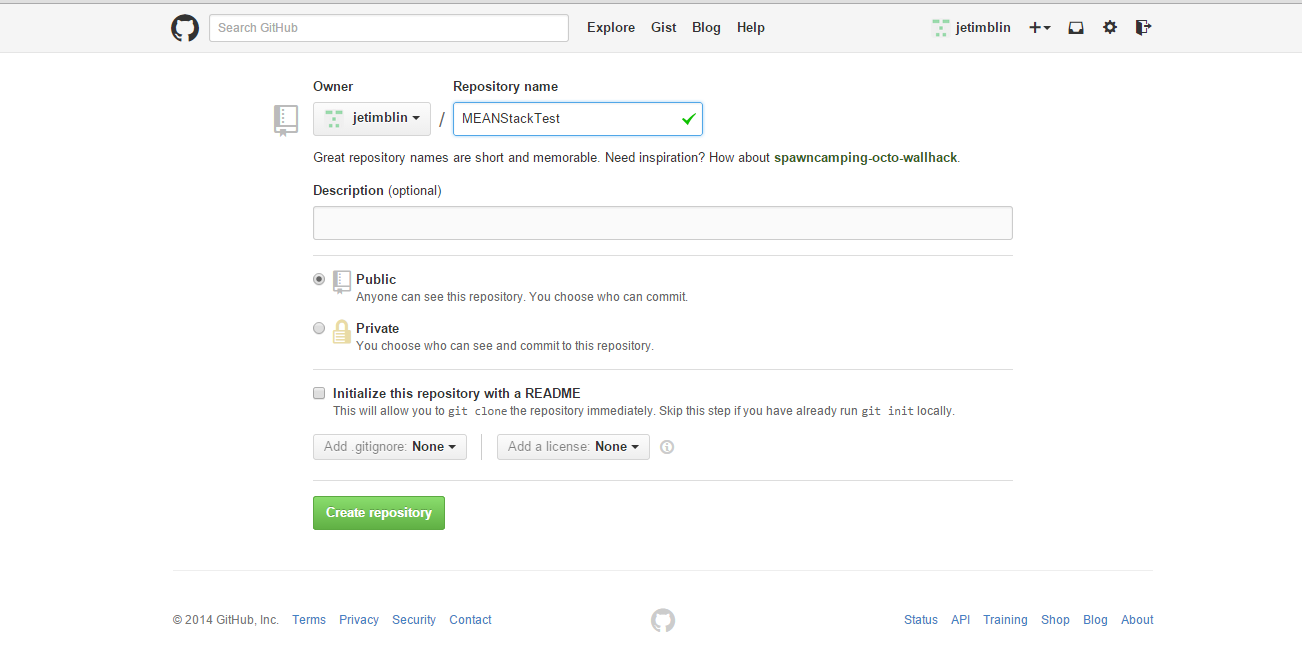 Search GitHub Explore Gist Blog Help jetimblin
Owner Repository name
jetimblin / MEANStackTest
Great repository names are short and memorable. Need inspiration? How about spawncamping-octo-wallhack.
Description (optional)
Public
Anyone can see this repository. You choose who can commit.
Private
You choose who can see and commit to this repository.
Initialize this repository with a README
This will allow you to git clone the repository immediately. Skip this step if you have already run git init locally.
Add .gitignore: None Add a license: None
Create repository
© 2014 GitHub, Inc. Terms Privacy Security Contact Status API Training Shop Blog About